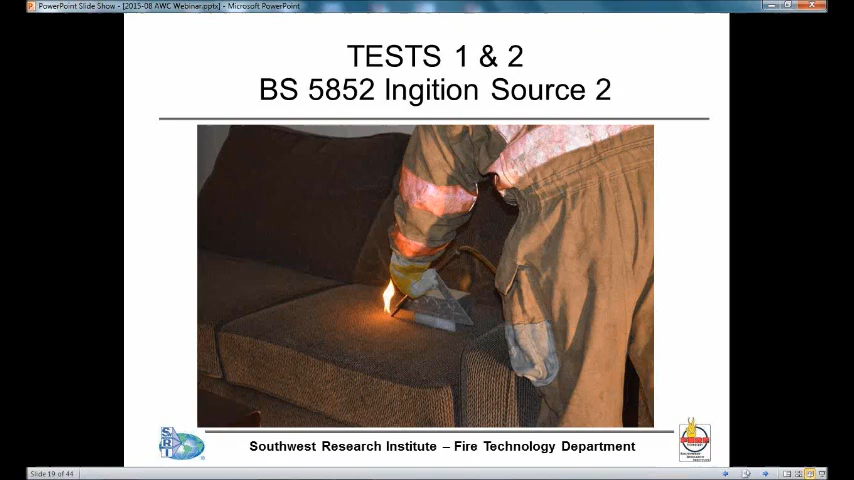 PowerPoint Slide Show - [2015-08 AWC Webinar.pptx] - Microsoft PowerPoint
TESTS 1 & 2
BS 5852 Ingition Source 2
Southwest Research Institute – Fire Technology Department
SRI
Slide 19 of 44